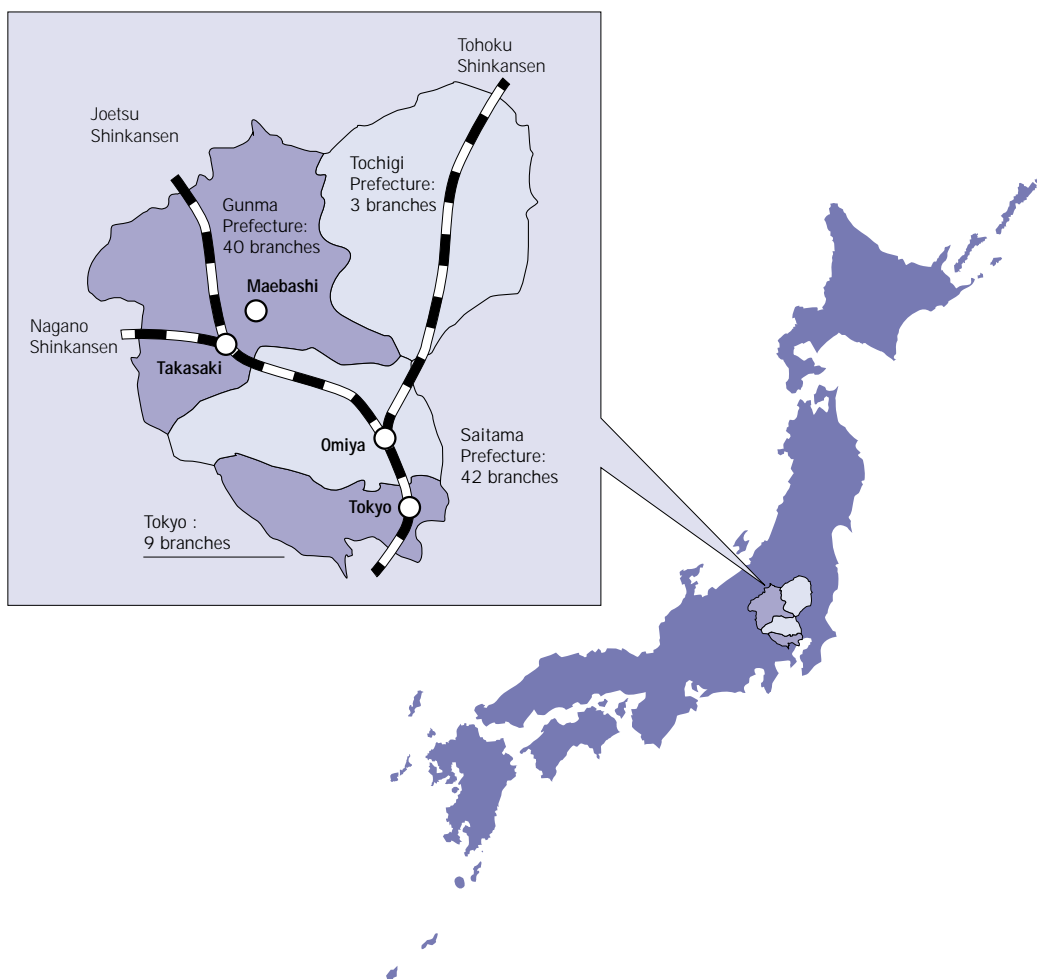 Tohoku
Shinkansen
Joetsu
Shinkansen
Tochigi
Prefecture:
3 branches
Gunma
Prefecture:
40 branches
Maebashi
Nagano
Shinkansen
Takasaki
Omiya
Saitama
Prefecture:
42 branches
Tokyo
Tokyo :
9 branches